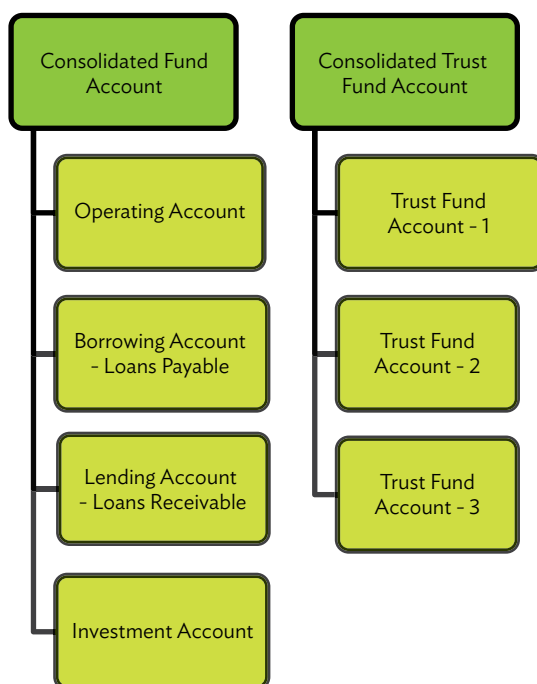 Consolidated Fund
Account
Operating Account
Borrowing Account
- Loans Payable
Lending Account
- Loans Receivable
Investment Account
Consolidated Trust
Fund Account
Trust Fund
Account - 1
Trust Fund
Account - 2
Trust Fund
Account - 3